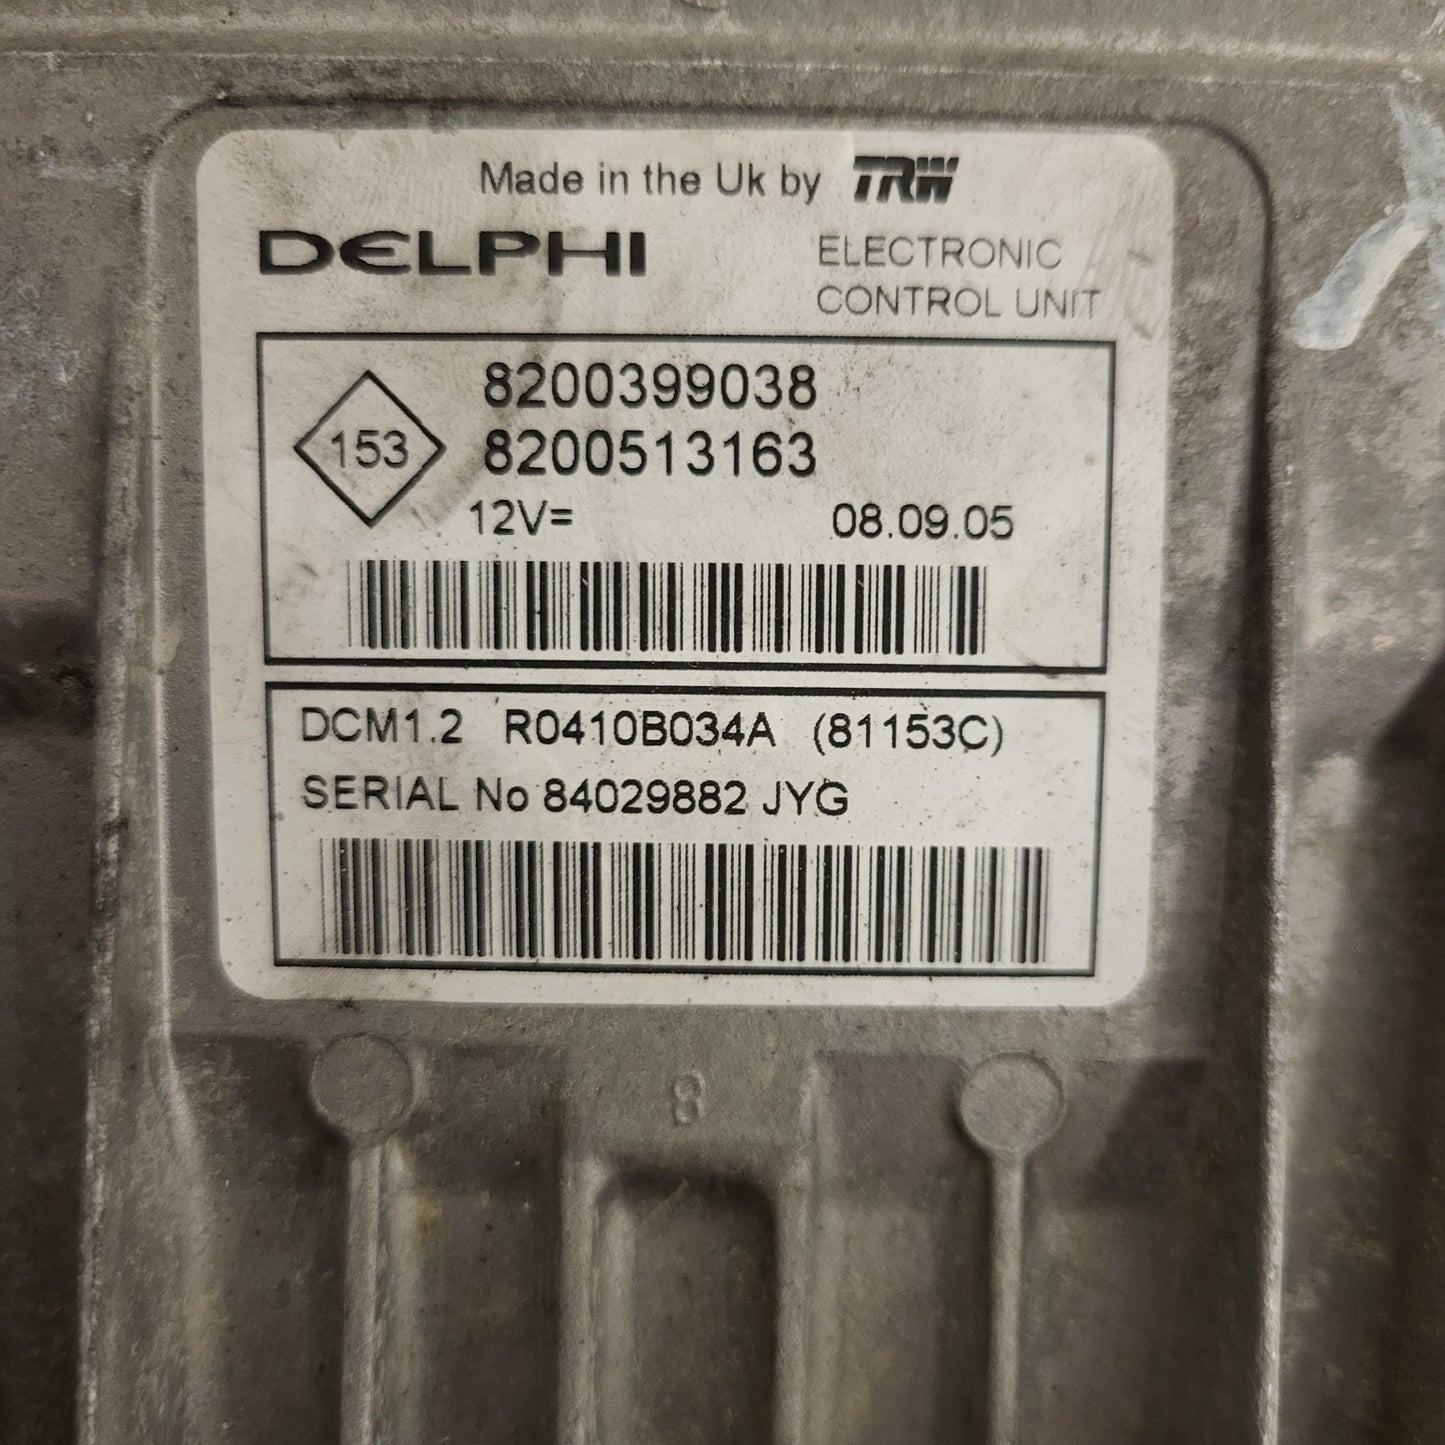 Made in the Uk by TRW
DELPHI
ELECTRONIC
CONTROL UNIT
153
8200399038
8200513163
12V=
08.09.05
DCM1.2 R0410B034A (81153C)
SERIAL No 84029882 JYG
8